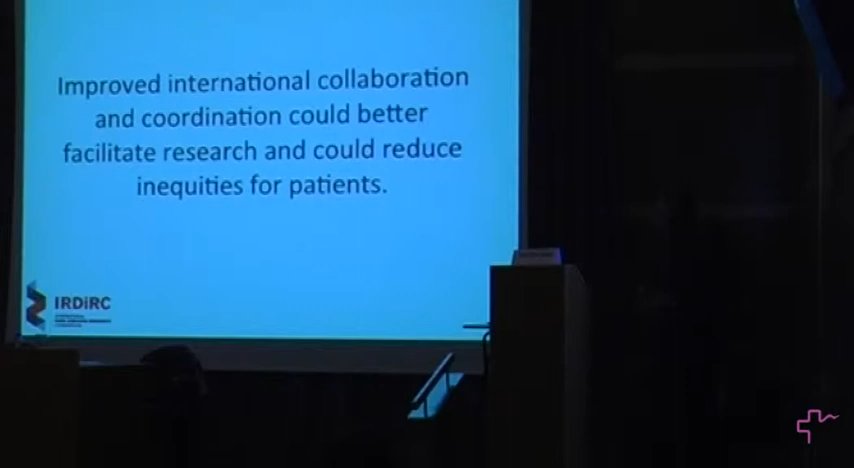 Improved international collaboration
and coordination could better
facilitate research and could reduce
inequities for patients.
IRDiRC